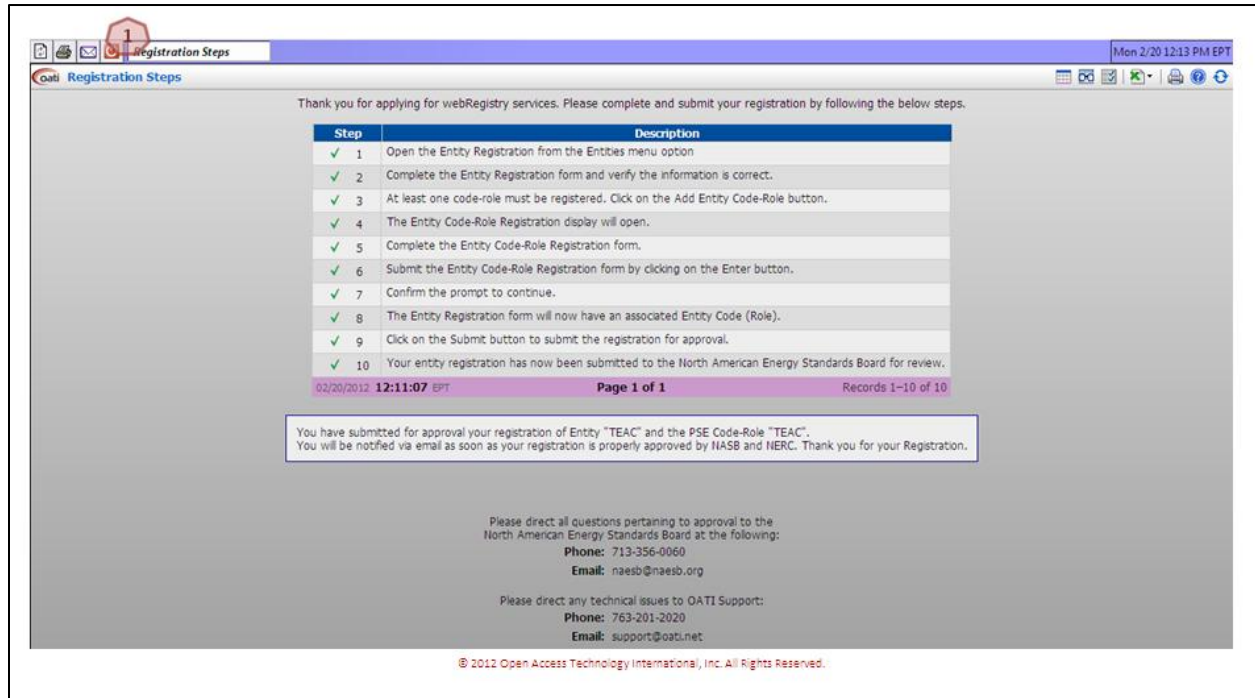 1
Registration Steps
Mon 2/20 12:13 PM EPT
oati Registration Steps
Thank you for applying for webRegistry services. Please complete and submit your registration by following the below steps.
Step Description
1 Open the Entity Registration from the Entities menu option
2 Complete the Entity Registration form and verify the information is correct.
3 At least one code-role must be registered. Click on the Add Entity Code-Role button.
4 The Entity Code-Role Registration display will open.
5 Complete the Entity Code-Role Registration form.
6 Submit the Entity Code-Role Registration form by clicking on the Enter button.
7 Confirm the prompt to continue.
8 The Entity Registration form will now have an associated Entity Code (Role).
9 Click on the Submit button to submit the registration for approval.
10 Your entity registration has now been submitted to the North American Energy Standards Board for review.
02/20/2012 12:11:07 EPT Page 1 of 1 Records 1-10 of 10
You have submitted for approval your registration of Entity "TEAC" and the PSE Code-Role "TEAC".
You will be notified via email as soon as your registration is properly approved by NASB and NERC. Thank you for your Registration.
Please direct all questions pertaining to approval to the
North American Energy Standards Board at the following:
Phone: 713-356-0060
Email: naesb@naesb.org
Please direct any technical issues to OATI Support:
Phone: 763-201-2020
Email: support@oati.net
© 2012 Open Access Technology International, Inc. All Rights Reserved.